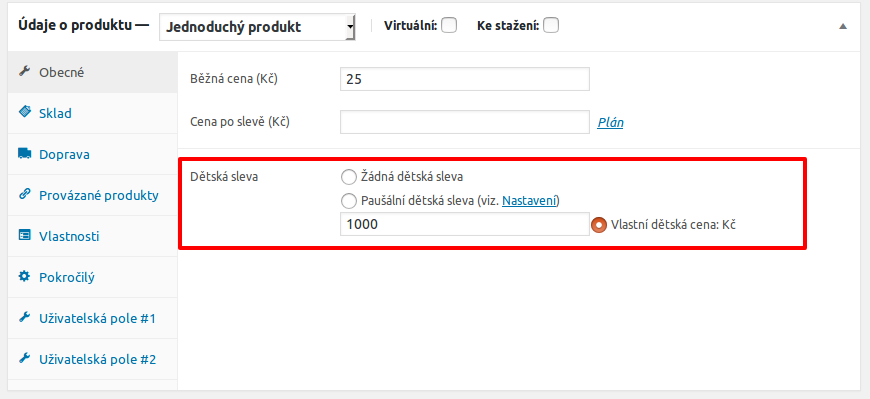 Údaje o produktu — Jednoduchý produkt Virtuální: Ke stažení:
Obecné
Sklad
Doprava
Provázané produkty
Vlastnosti
Pokročilý
Uživatelská pole #1
Uživatelská pole #2
Běžná cena (Kč) 25
Cena po slevě (Kč) Plán
Dětská sleva Žádná dětská sleva
Paušální dětská sleva (viz. Nastavení)
1000 Vlastní dětská cena: Kč